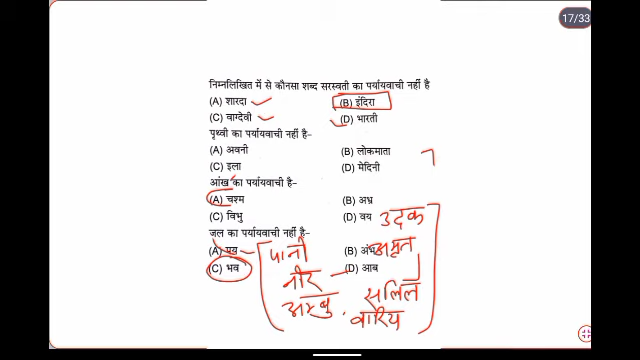 17/33
निम्नलिखित में से कौनसा शब्द सरस्वती का पर्यायवाची नहीं है
(A) शारदा (B) इंदिरा
(C) वाग्देवी (D) भारती
पृथ्वी का पर्यायवाची नहीं है-
(A) अवनी (B) लोकमाता
(C) इला (D) मेदिनी
आंख का पर्यायवाची है-
(A) चश्म (B) अभ्र
(C) विभु (D) वय
उदक
जल का पर्यायवाची नहीं है-
(A) पय (B) अंभ
(C) भव (D) आब
पानी अमृत
नीर
अम्बु सलिल
वारिय